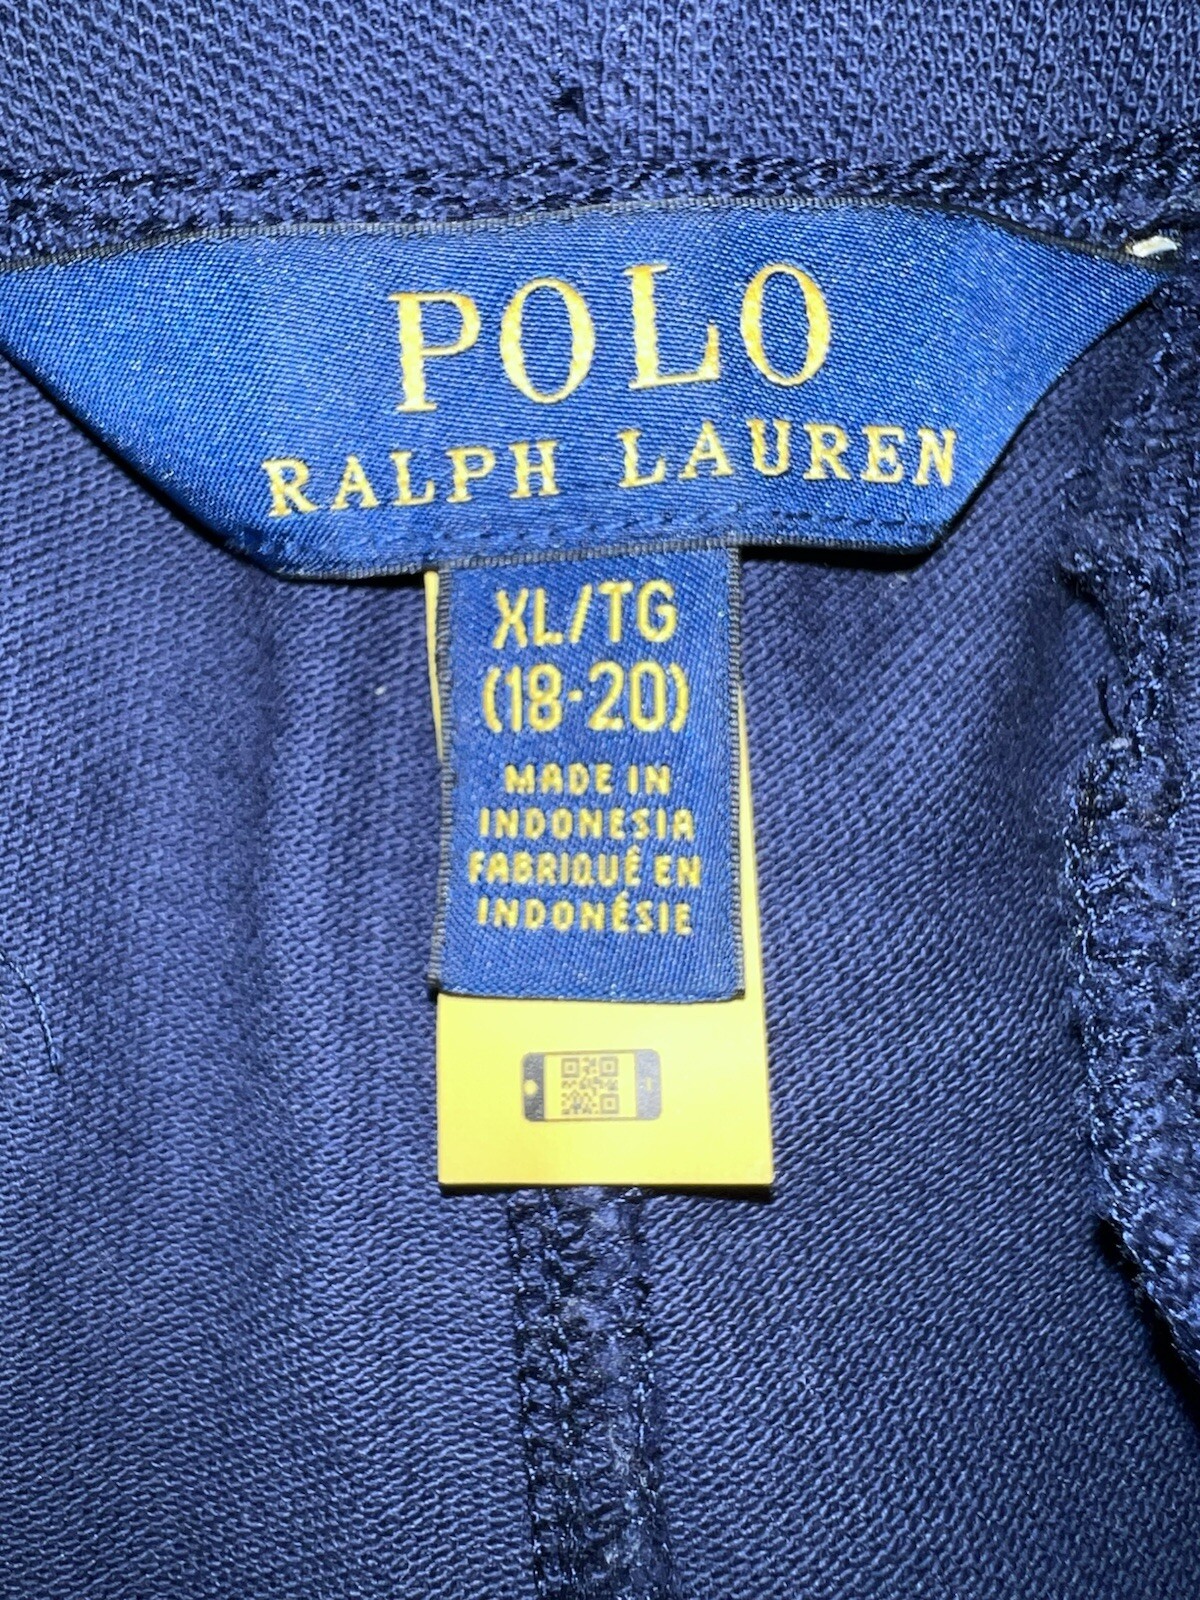 POLO
RALPH LAUREN
XL/TG
(18-20)
MADE IN
INDONESIA
FABRIQUÉ EN
INDONÉSIE